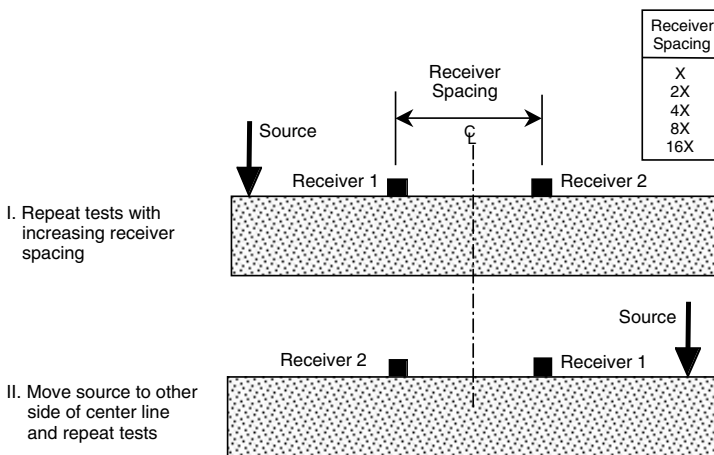 Receiver
Spacing
X
2X
4X
8X
16X
Receiver
Spacing
℄
Source
Receiver 1
Receiver 2
I. Repeat tests with
increasing receiver
spacing
Source
Receiver 2
Receiver 1
II. Move source to other
side of center line
and repeat tests